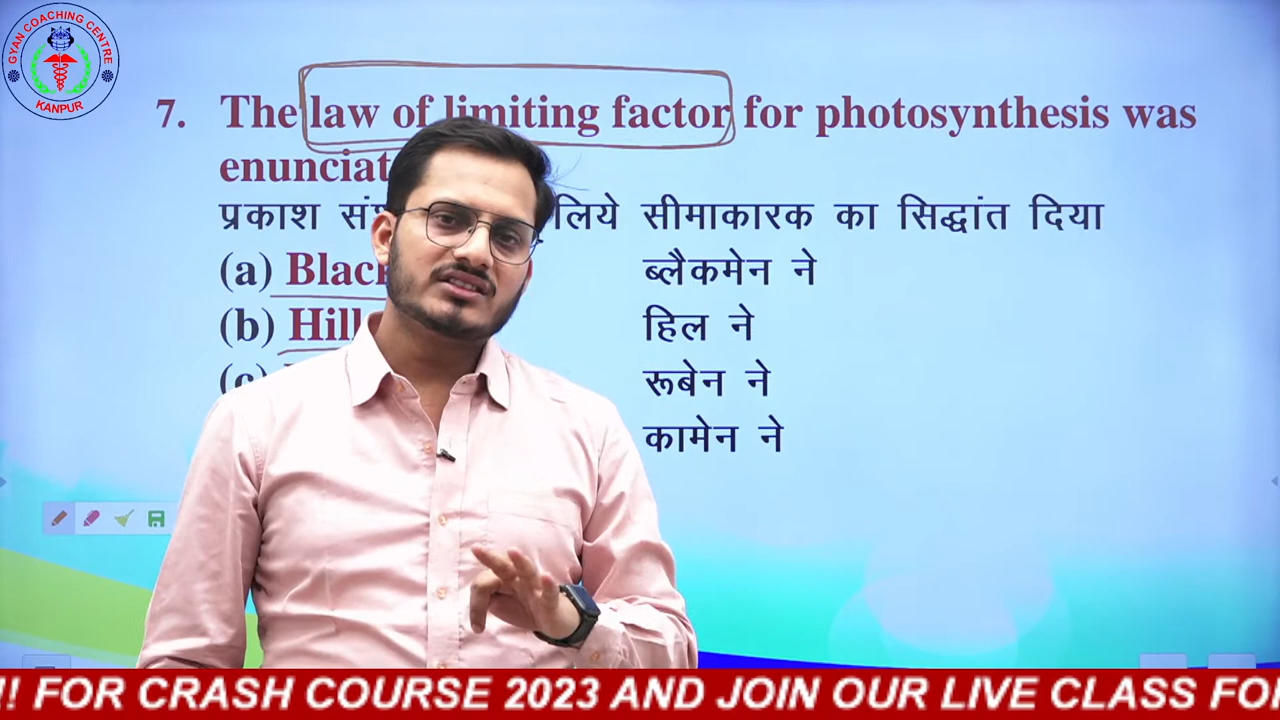 GYAN COACHING CENTRE
KANPUR
7. The law of limiting factor for photosynthesis was
enunciat
प्रकाश लिये सीमाकारक का सिद्धांत दिया
(a) Black ब्लैकमेन ने
(b) Hill हिल ने
(c) रूबेन ने
कामेन ने
!! FOR CRASH COURSE 2023 AND JOIN OUR LIVE CLASS FO